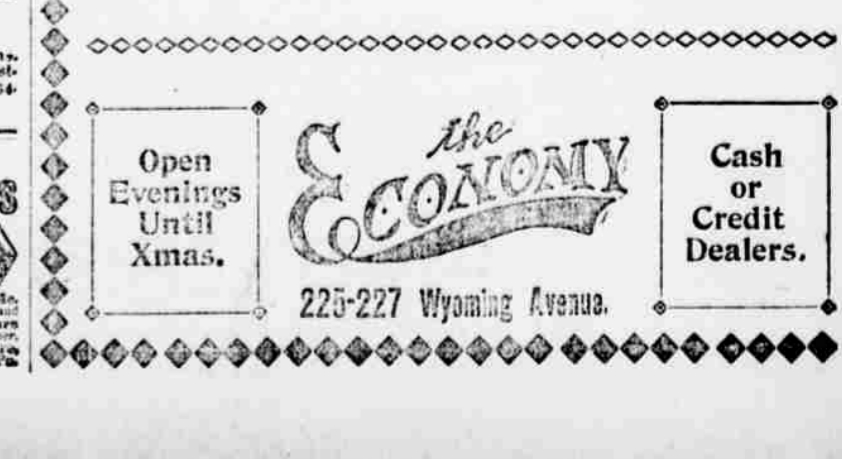 Open
Evenings
Until
Xmas.
the
ECONOMY
225-227 Wyoming Avenue.
Cash
or
Credit
Dealers.